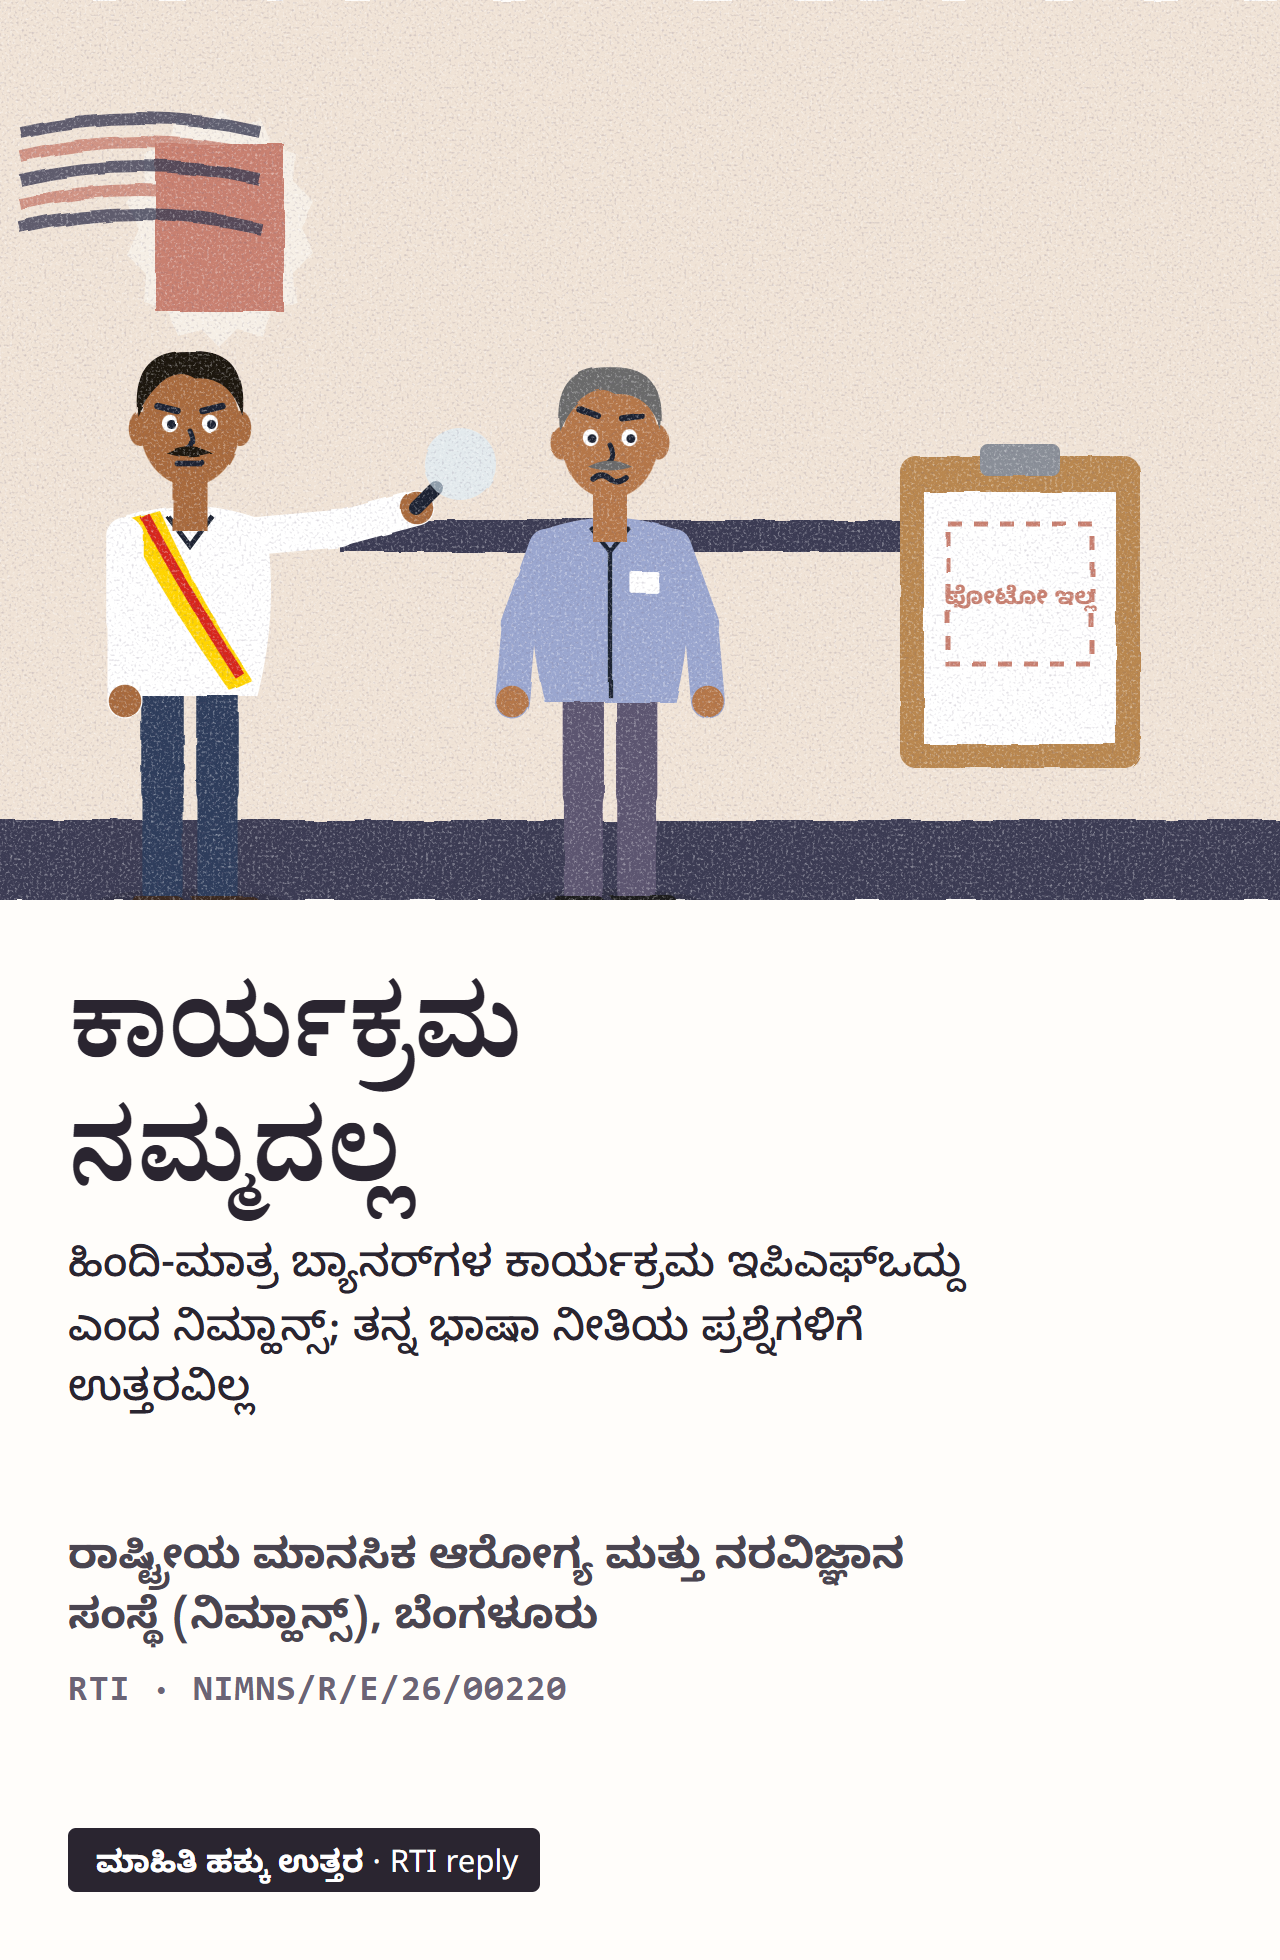 ಫೋಟೋ ಇಲ್ಲ
ಕಾರ್ಯಕ್ರಮ
ನಮ್ಮದಲ್ಲ
ಹಿಂದಿ-ಮಾತ್ರ ಬ್ಯಾನರ್‌ಗಳ ಕಾರ್ಯಕ್ರಮ ಇಪಿಎಫ್‌ಒದ್ದು
ಎಂದ ನಿಮ್ಹಾನ್ಸ್; ತನ್ನ ಭಾಷಾ ನೀತಿಯ ಪ್ರಶ್ನೆಗಳಿಗೆ
ಉತ್ತರವಿಲ್ಲ
ರಾಷ್ಟ್ರೀಯ ಮಾನಸಿಕ ಆರೋಗ್ಯ ಮತ್ತು ನರವಿಜ್ಞಾನ
ಸಂಸ್ಥೆ (ನಿಮ್ಹಾನ್ಸ್), ಬೆಂಗಳೂರು
RTI · NIMNS/R/E/26/00220
ಮಾಹಿತಿ ಹಕ್ಕು ಉತ್ತರ · RTI reply